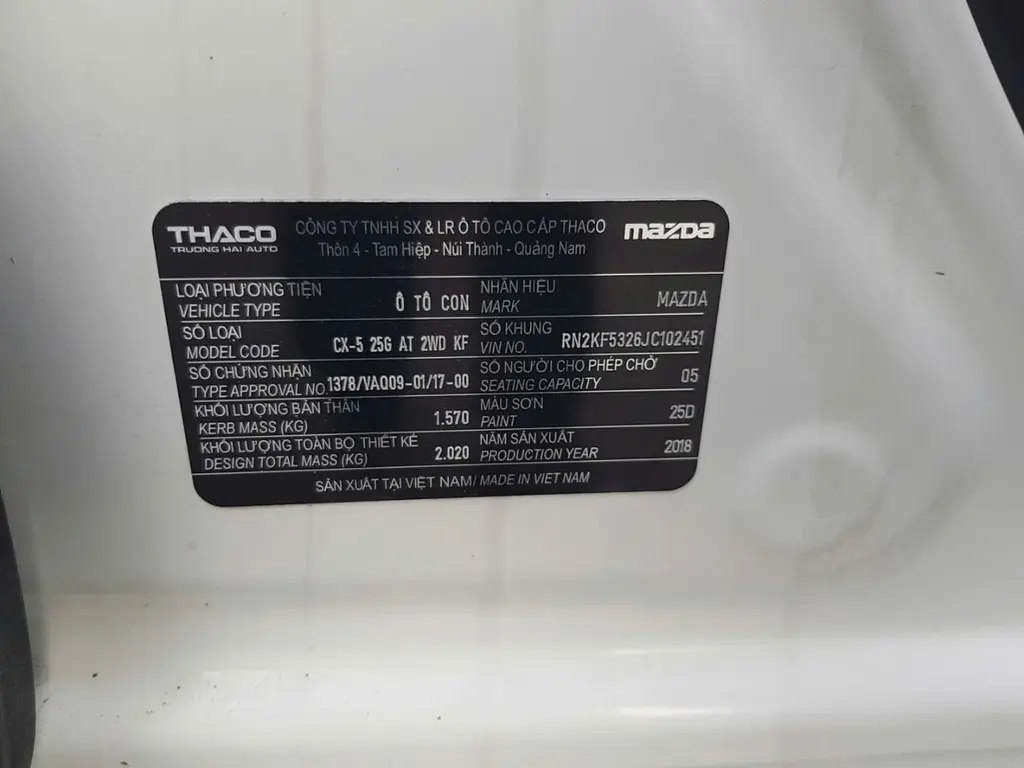 THACO
TRUONG HAI AUTO
CÔNG TY TNHH SX & LR Ô TÔ CAO CẤP THACO
Thôn 4 - Tam Hiệp - Núi Thành - Quảng Nam
mazda
LOẠI PHƯƠNG TIỆN
VEHICLE TYPE Ô TÔ CON
NHÃN HIỆU
MARK MAZDA
SỐ LOẠI
MODEL CODE CX-5 25G AT 2WD KF
SỐ KHUNG
VIN NO. RN2KF5326JC102451
SỐ CHỨNG NHẬN
TYPE APPROVAL NO. 1378/VAQ09-01/17-00
SỐ NGƯỜI CHO PHÉP CHỞ
SEATING CAPACITY 05
KHỐI LƯỢNG BẢN THÂN
KERB MASS (KG) 1.570
MÀU SƠN
PAINT 25D
KHỐI LƯỢNG TOÀN BỘ THIẾT KẾ
DESIGN TOTAL MASS (KG) 2.020
NĂM SẢN XUẤT
PRODUCTION YEAR 2018
SẢN XUẤT TẠI VIỆT NAM/ MADE IN VIET NAM